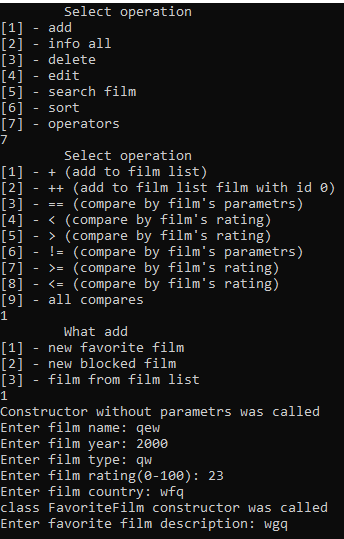 Select operation
[1] - add
[2] - info all
[3] - delete
[4] - edit
[5] - search film
[6] - sort
[7] - operators
7
Select operation
[1] - + (add to film list)
[2] - ++ (add to film list film with id 0)
[3] - == (compare by film's parametrs)
[4] - < (compare by film's rating)
[5] - > (compare by film's rating)
[6] - != (compare by film's parametrs)
[7] - >= (compare by film's rating)
[8] - <= (compare by film's rating)
[9] - all compares
1
What add
[1] - new favorite film
[2] - new blocked film
[3] - film from film list
1
Constructor without parametrs was called
Enter film name: qew
Enter film year: 2000
Enter film type: qw
Enter film rating(0-100): 23
Enter film country: wfq
class FavoriteFilm constructor was called
Enter favorite film description: wgq